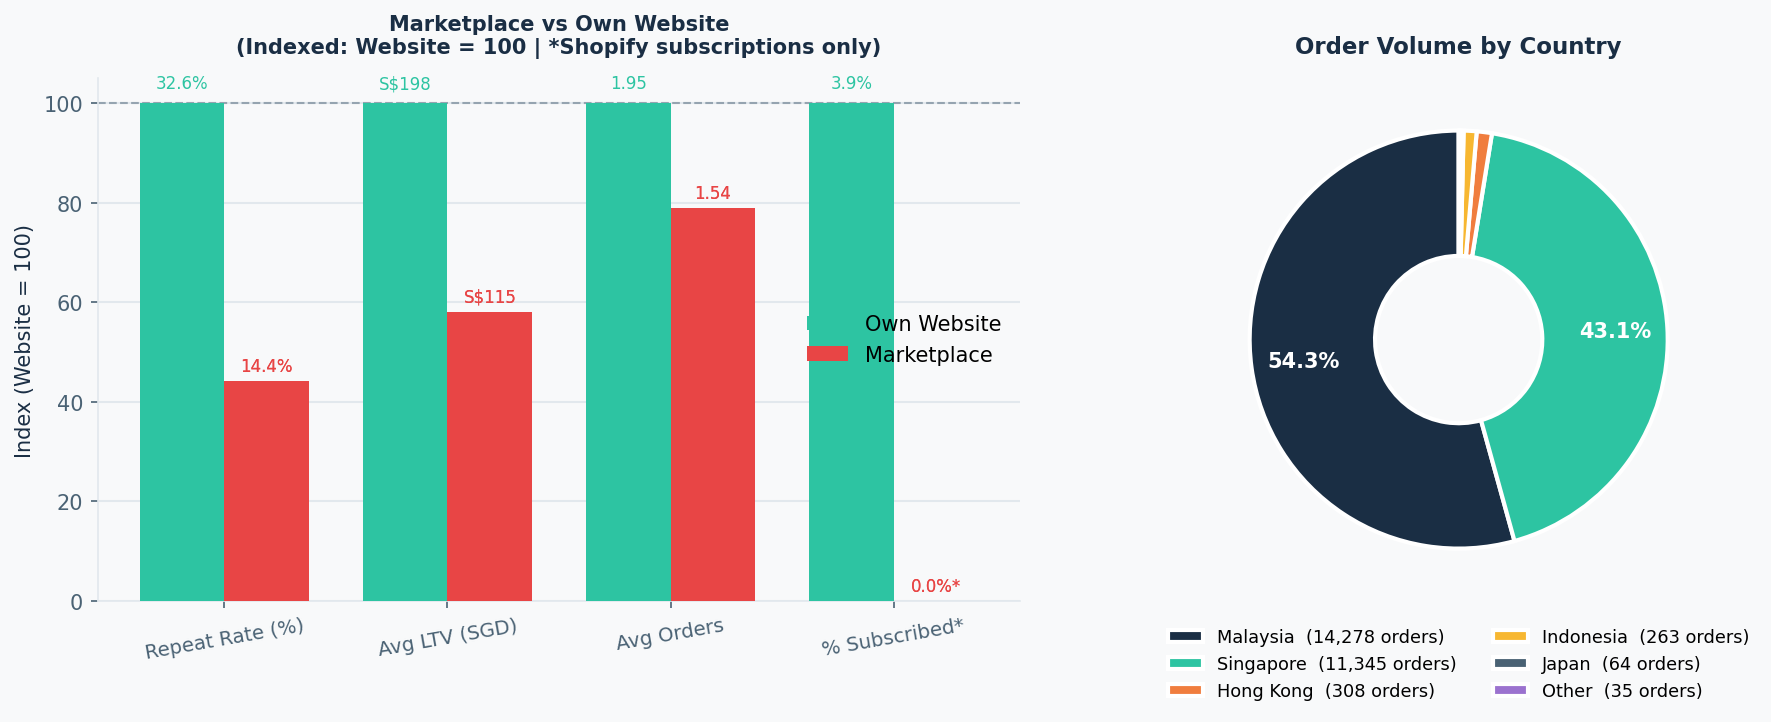 Marketplace vs Own Website
(Indexed: Website = 100 | *Shopify subscriptions only)
Index (Website = 100)
100
80
60
40
20
0
32.6%
14.4%
S$198
S$115
1.95
1.54
3.9%
0.0%*
Own Website
Marketplace
Repeat Rate (%)
Avg LTV (SGD)
Avg Orders
% Subscribed*
Order Volume by Country
54.3%
43.1%
Malaysia (14,278 orders)
Singapore (11,345 orders)
Hong Kong (308 orders)
Indonesia (263 orders)
Japan (64 orders)
Other (35 orders)